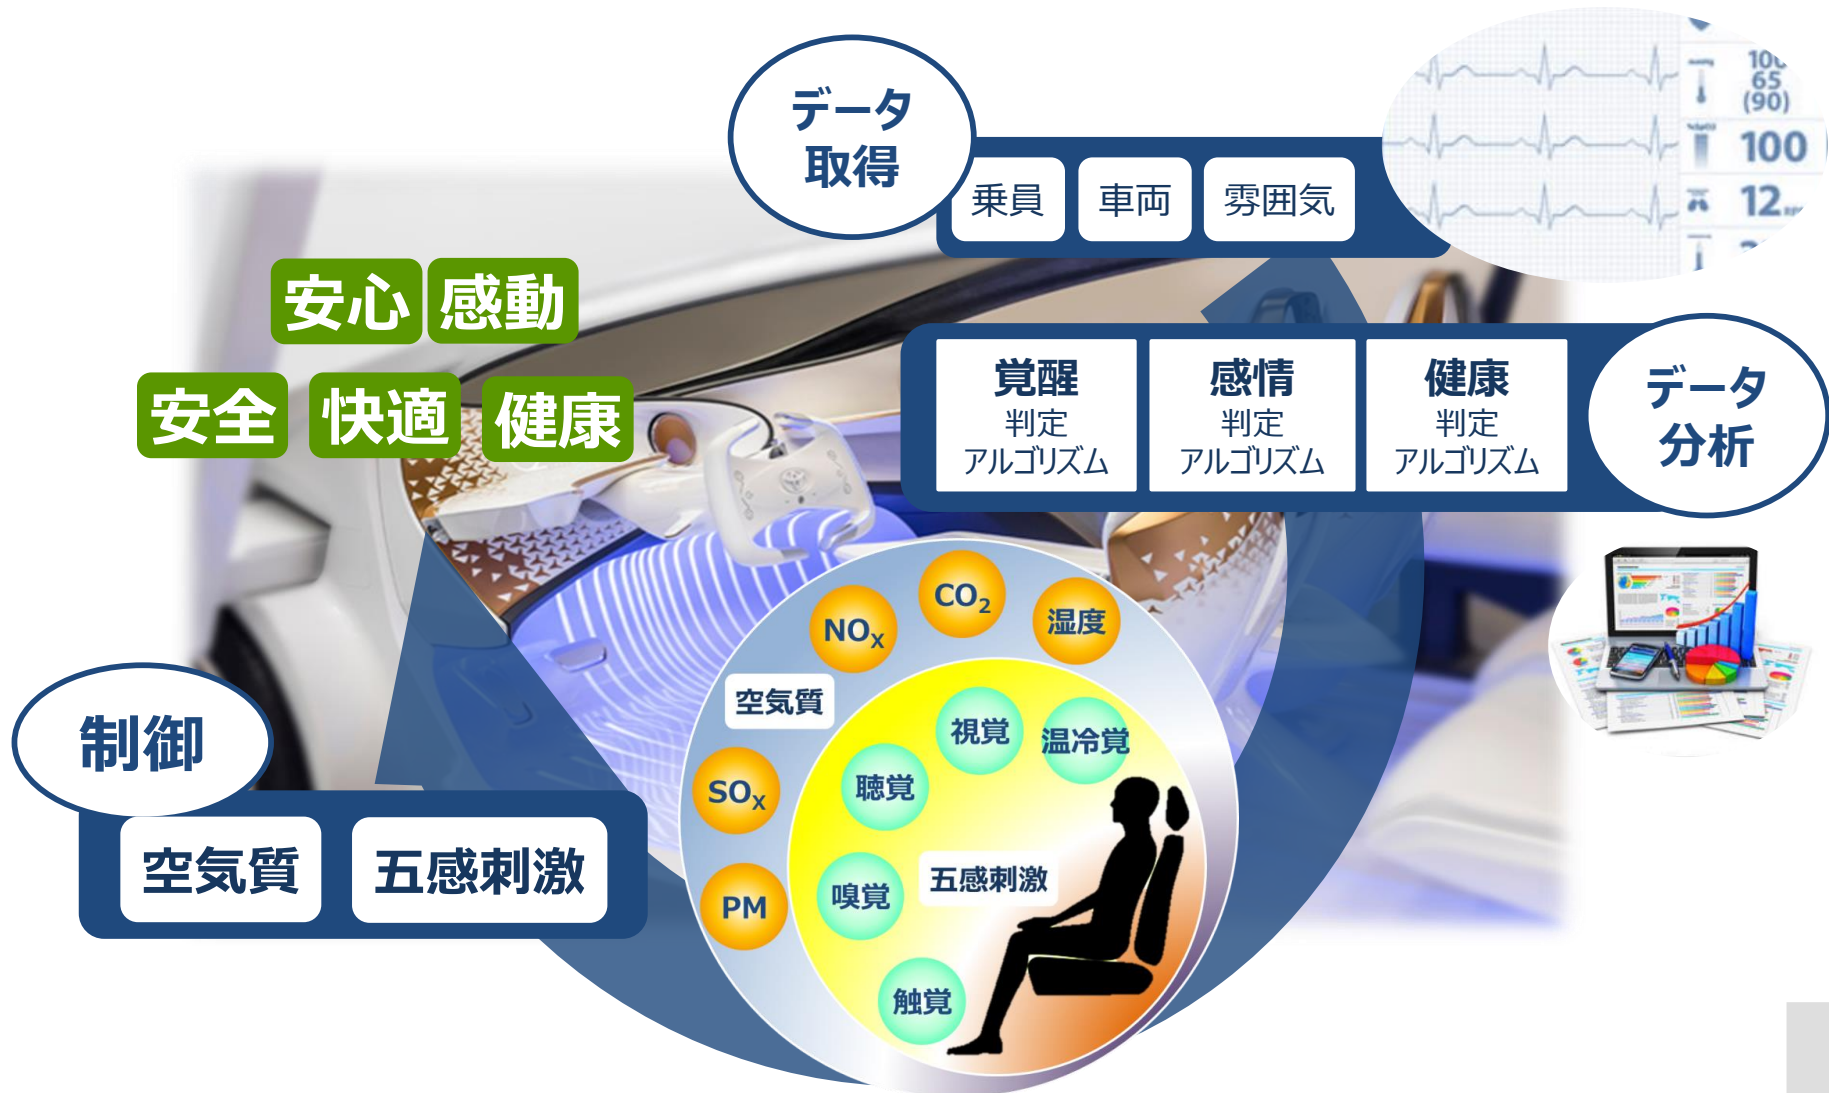 データ
取得
乗員
車両
雰囲気
65
(90)
100
12
安心
感動
安全
快適
健康
覚醒
判定
アルゴリズム
感情
判定
アルゴリズム
健康
判定
アルゴリズム
データ
分析
制御
空気質
五感刺激
CO₂
NOX
湿度
空気質
SOX
PM
視覚
温冷覚
聴覚
嗅覚
五感刺激
触覚